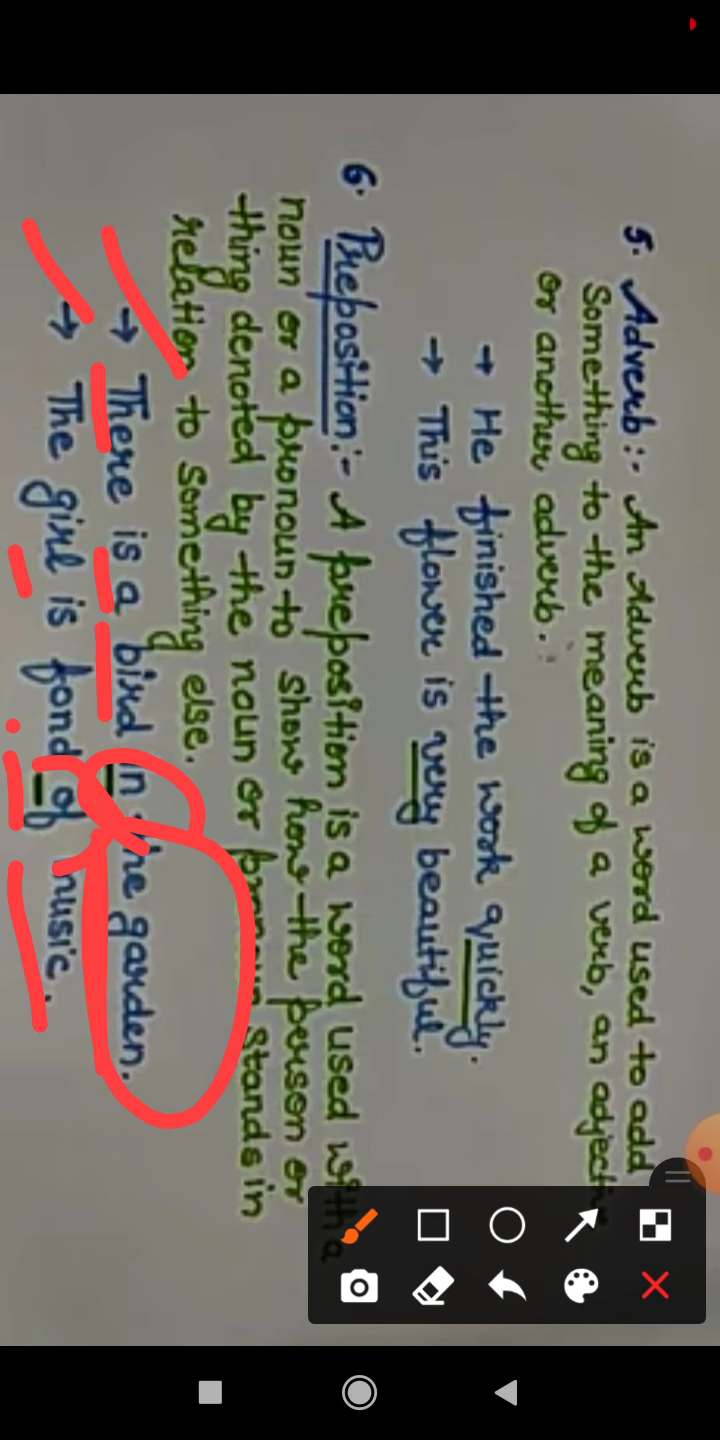 5. Adverb :- An Adverb is a word used to add
Something to the meaning of a verb, an
or another adverb.
→ He finished the work quickly.
→ This flower is very beautiful.
6. Preposition :- A preposition is a word used with a
noun or a pronoun to show how the person or
thing denoted by the noun or pronoun stands in
relation to something else.
→ There is a bird in the garden.
→ The girl is fond of music.